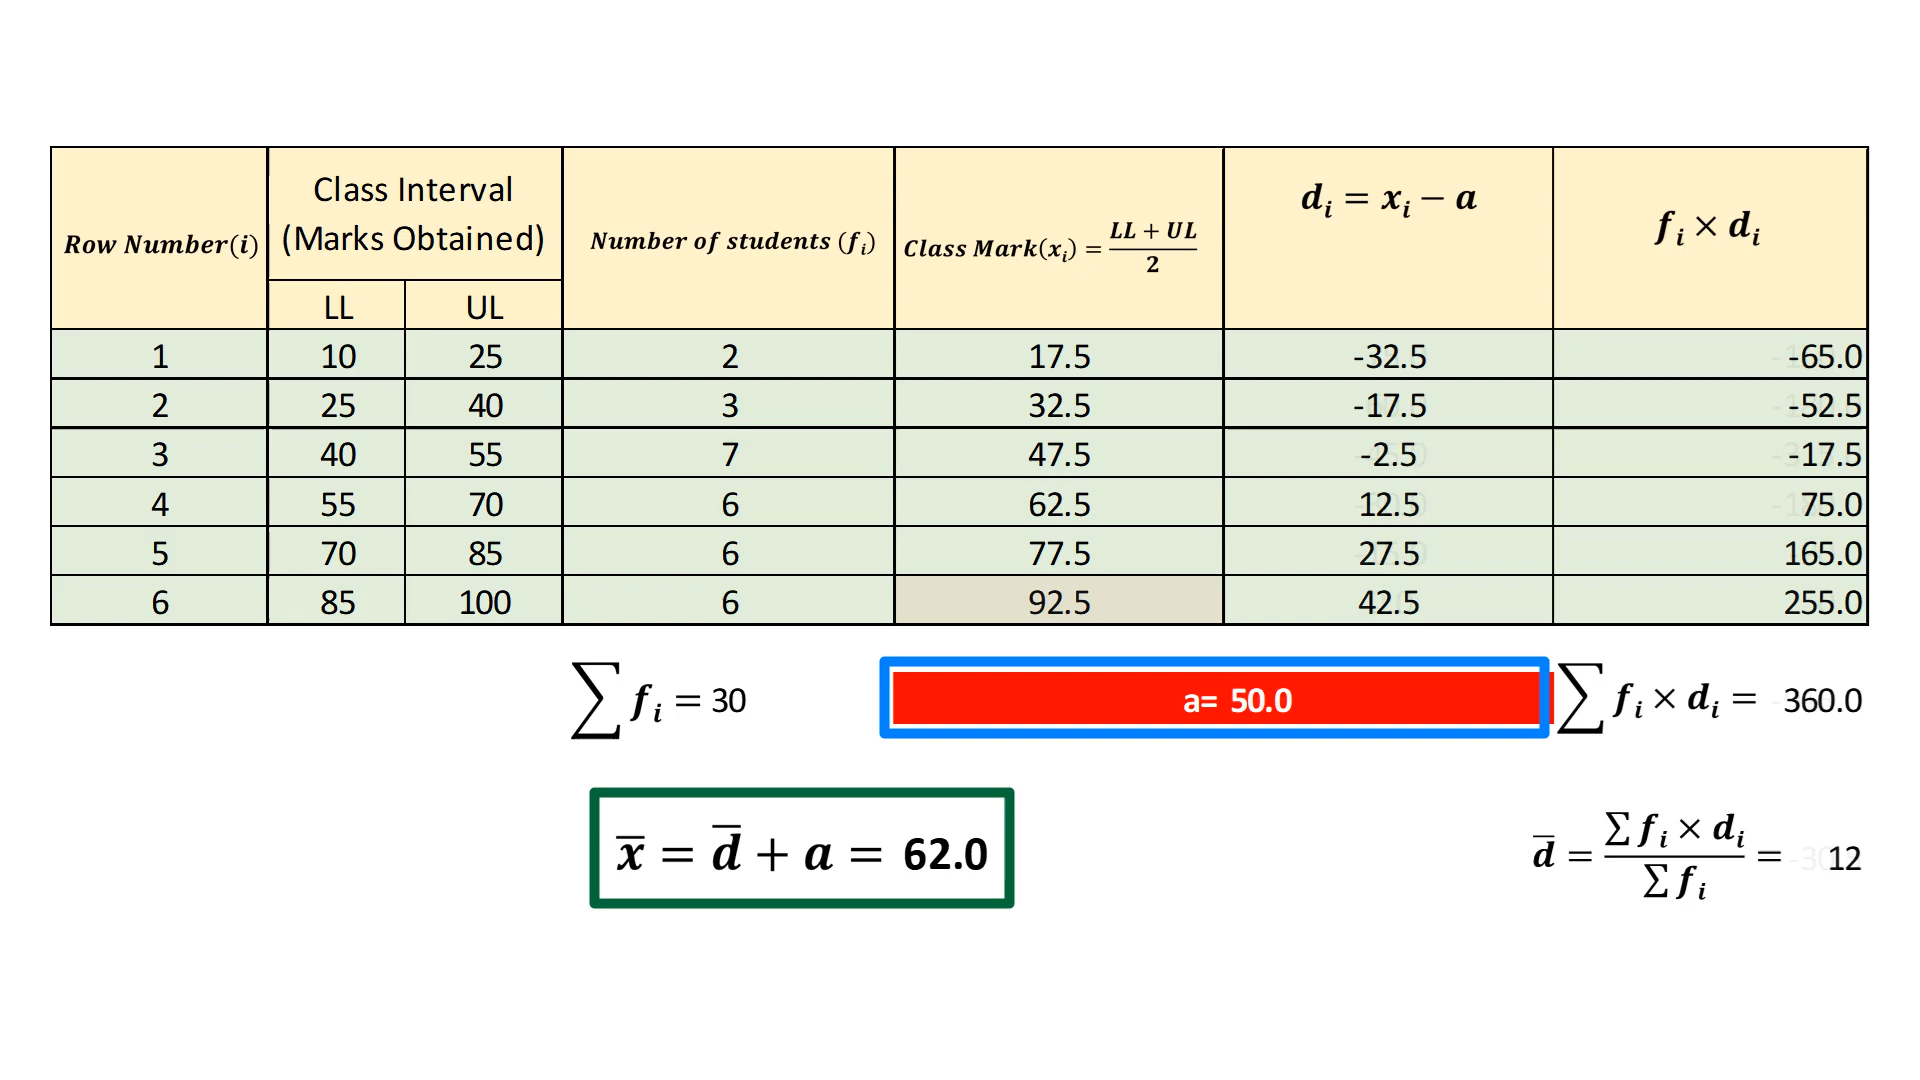 Row Number(i) Class Interval (Marks Obtained) Number of students (fᵢ) Class Mark(xᵢ) = (LL + UL)/2 dᵢ = xᵢ − a fᵢ × dᵢ
LL UL
1 10 25 2 17.5 -32.5 -65.0
2 25 40 3 32.5 -17.5 -52.5
3 40 55 7 47.5 -2.5 -17.5
4 55 70 6 62.5 12.5 75.0
5 70 85 6 77.5 27.5 165.0
6 85 100 6 92.5 42.5 255.0
∑ fᵢ = 30 a= 50.0 ∑ fᵢ × dᵢ = 360.0
x̅ = d̅ + a = 62.0 d̅ = (∑ fᵢ × dᵢ)/(∑ fᵢ) = 12